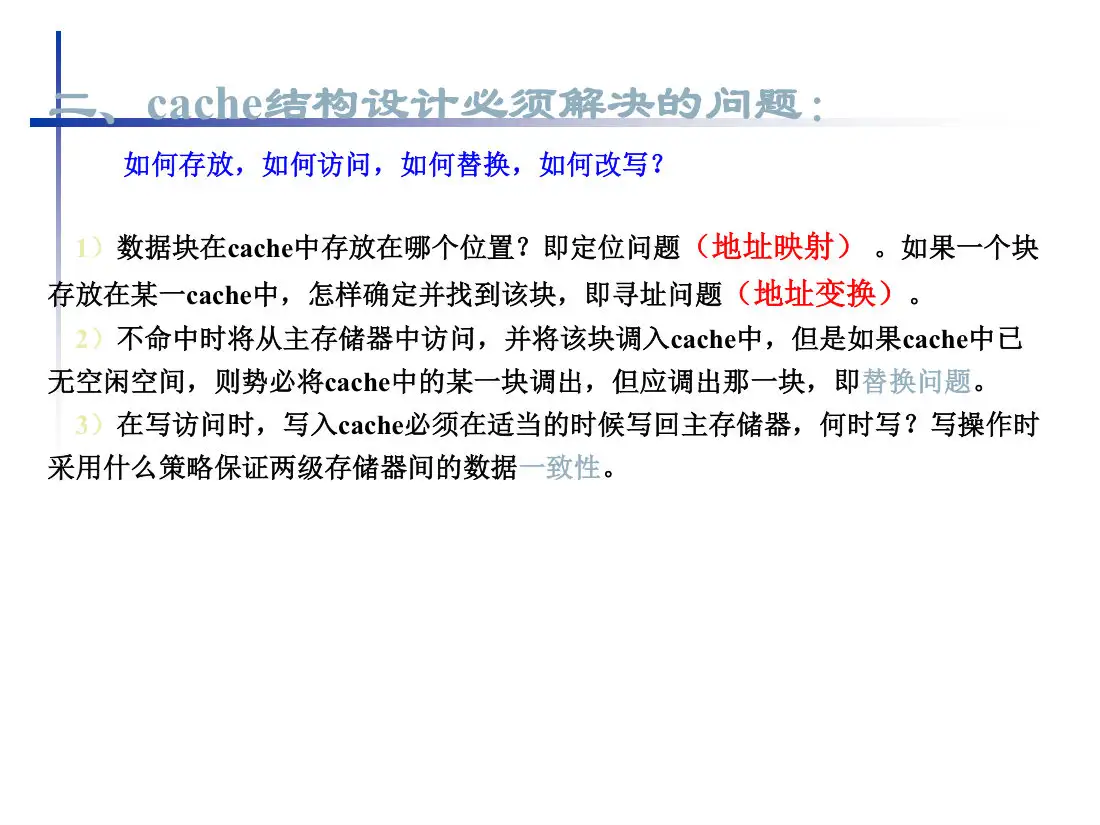 二、cache结构设计必须解决的问题：
如何存放，如何访问，如何替换，如何改写？
1）数据块在cache中存放在哪个位置？即定位问题（地址映射） 。如果一个块
存放在某一cache中，怎样确定并找到该块，即寻址问题（地址变换）。
2）不命中时将从主存储器中访问，并将该块调入cache中，但是如果cache中已
无空闲空间，则势必将cache中的某一块调出，但应调出那一块，即替换问题。
3）在写访问时，写入cache必须在适当的时候写回主存储器，何时写？写操作时
采用什么策略保证两级存储器间的数据一致性。